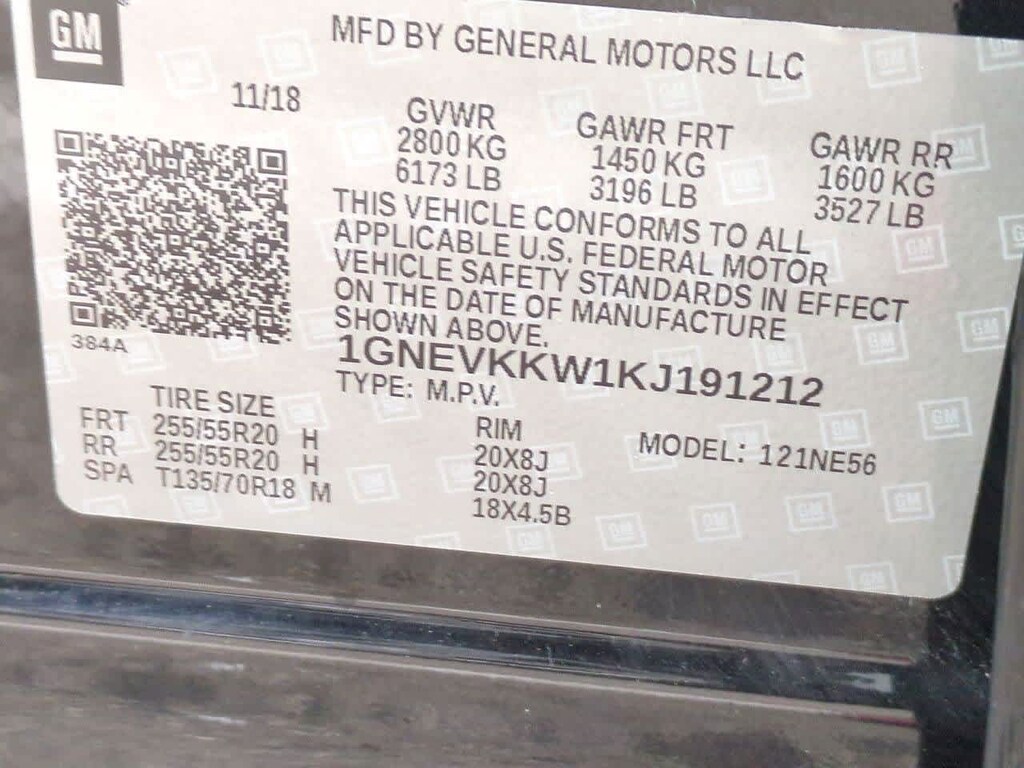 GM
MFD BY GENERAL MOTORS LLC
11/18
GVWR
2800 KG
6173 LB
GAWR FRT
1450 KG
3196 LB
GAWR RR
1600 KG
3527 LB
THIS VEHICLE CONFORMS TO ALL
APPLICABLE U.S. FEDERAL MOTOR
VEHICLE SAFETY STANDARDS IN EFFECT
ON THE DATE OF MANUFACTURE
SHOWN ABOVE.
384A
1GNEVKKW1KJ191212
TYPE: M.P.V.
MODEL: 121NE56
TIRE SIZE RIM
FRT 255/55R20 H 20X8J
RR 255/55R20 H 20X8J
SPA T135/70R18 M 18X4.5B